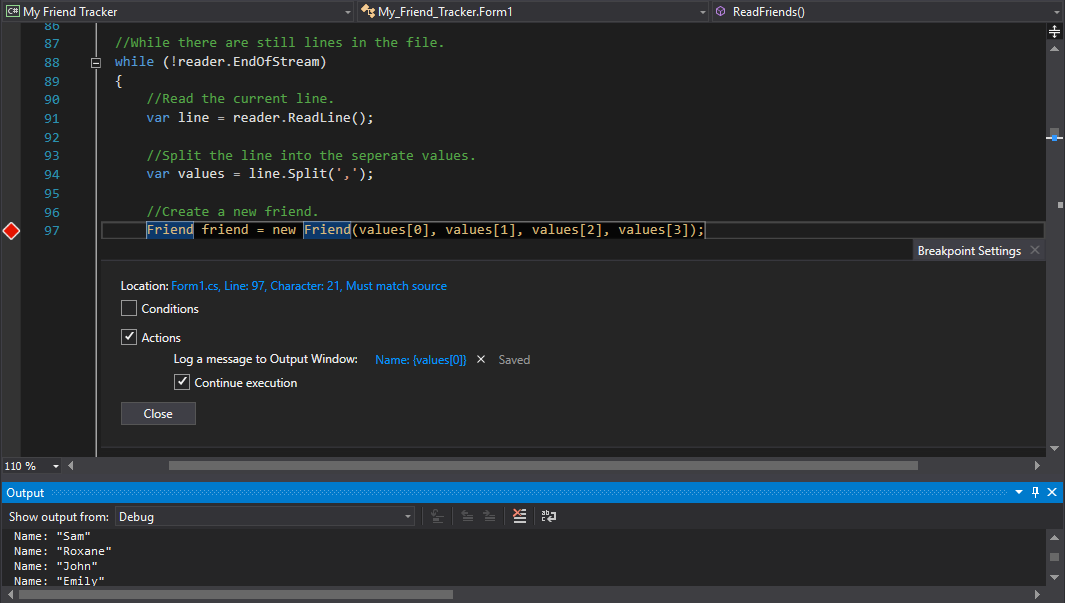 C# My Friend Tracker My_Friend_Tracker.Form1 ReadFriends()
86
87 //While there are still lines in the file.
88 while (!reader.EndOfStream)
89 {
90 //Read the current line.
91 var line = reader.ReadLine();
92
93 //Split the line into the seperate values.
94 var values = line.Split(',');
95
96 //Create a new friend.
97 Friend friend = new Friend(values[0], values[1], values[2], values[3]);
Breakpoint Settings
Location: Form1.cs, Line: 97, Character: 21, Must match source
Conditions
Actions
Log a message to Output Window: Name: {values[0]} Saved
Continue execution
Close
110 %
Output
Show output from: Debug
Name: "Sam"
Name: "Roxane"
Name: "John"
Name: "Emily"